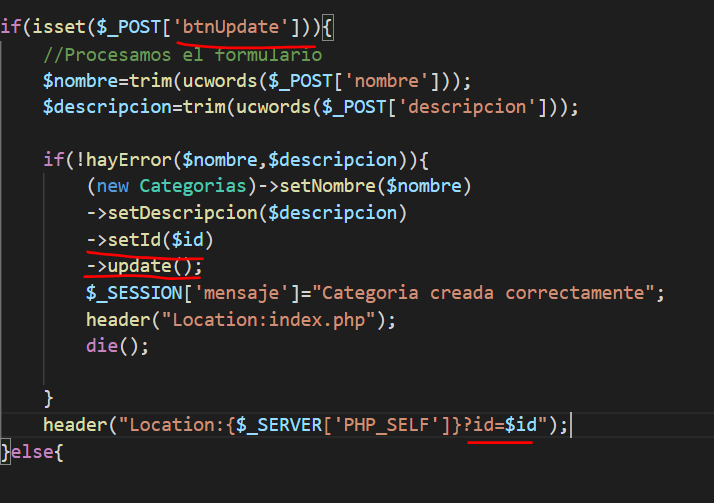 if(isset($_POST['btnUpdate'])){
//Procesamos el formulario
$nombre=trim(ucwords($_POST['nombre']));
$descripcion=trim(ucwords($_POST['descripcion']));
if(!hayError($nombre,$descripcion)){
(new Categorias)->setNombre($nombre)
->setDescripcion($descripcion)
->setId($id)
->update();
$_SESSION['mensaje']="Categoria creada correctamente";
header("Location:index.php");
die();
}
header("Location:{$_SERVER['PHP_SELF']}?id=$id");
}else{